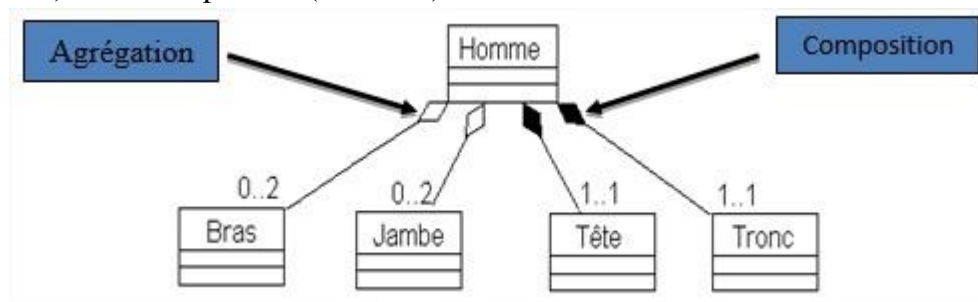 Agrégation
Homme
Composition
0..2
0..2
1..1
1..1
Bras
Jambe
Tête
Tronc